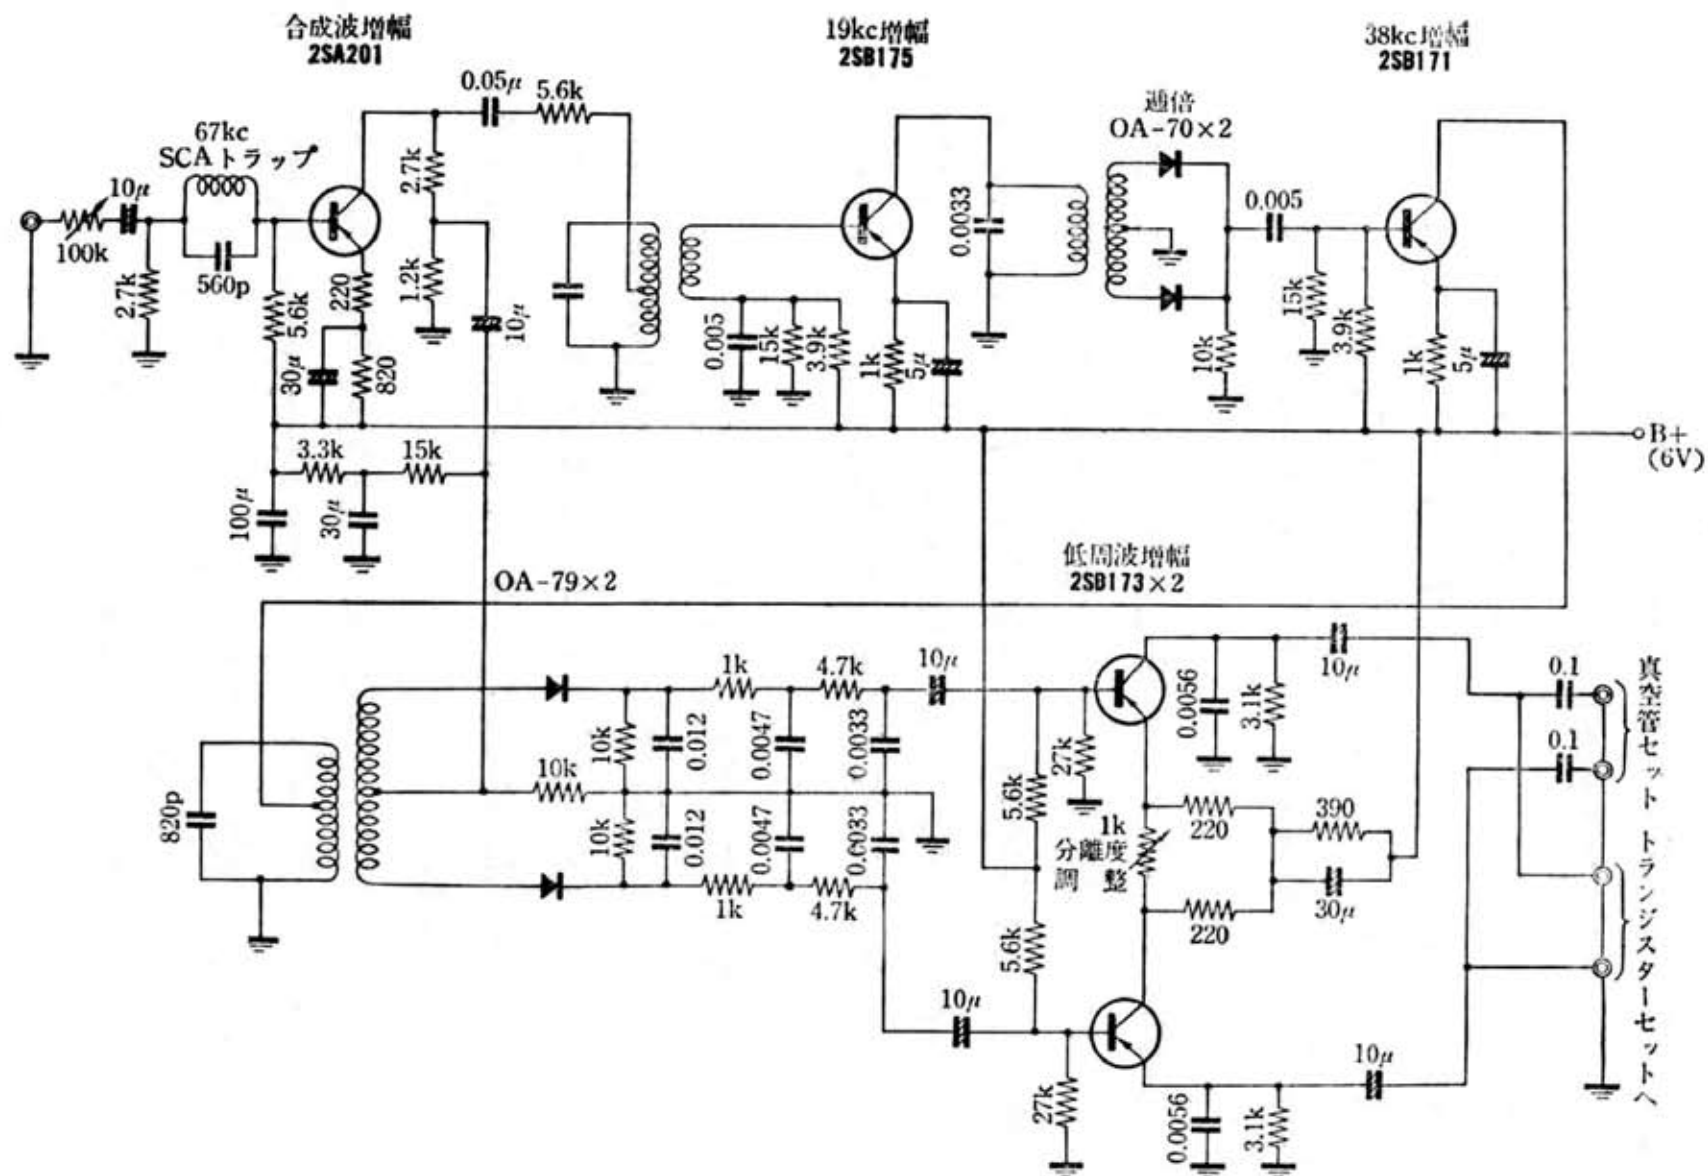 合成波増幅
2SA201
19kc増幅
2SB175
38kc増幅
2SB171
67kc
SCAトラップ
0.05μ
5.6k
逓倍
OA-70×2
10μ
100k
2.7k
560p
5.6k
220
30μ
820
2.7k
1.2k
10μ
0.005
15k
3.9k
1k
5μ
0.0033
10k
0.005
15k
3.9k
1k
5μ
B+
(6V)
3.3k
15k
100μ
30μ
OA-79×2
低周波増幅
2SB173×2
820p
10k
10k
10k
0.012
0.012
1k
1k
0.0047
0.0047
4.7k
4.7k
0.0033
0.0033
10μ
10μ
5.6k
5.6k
27k
27k
1k
分離度
調整
220
220
390
30μ
0.0056
3.1k
10μ
0.0056
3.1k
10μ
0.1
0.1
真空管セット
トランジスターセットへ